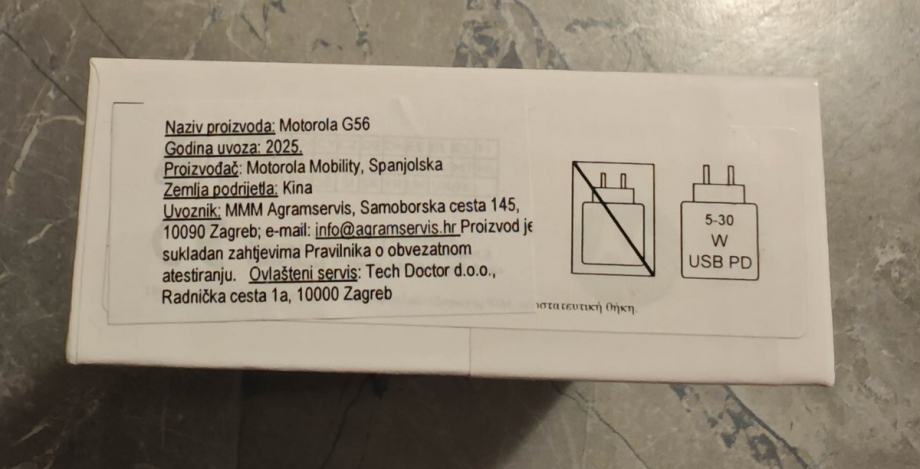 Naziv proizvoda: Motorola G56
Godina uvoza: 2025.
Proizvođač: Motorola Mobility, Spanjolska
Zemlja podrijetla: Kina
Uvoznik: MMM Agramservis, Samoborska cesta 145,
10090 Zagreb; e-mail: info@agramservis.hr Proizvod je
sukladan zahtjevima Pravilnika o obvezatnom
atestiranju. Ovlašteni servis: Tech Doctor d.o.o.,
Radnička cesta 1a, 10000 Zagreb
5-30
W
USB PD
θήκη.